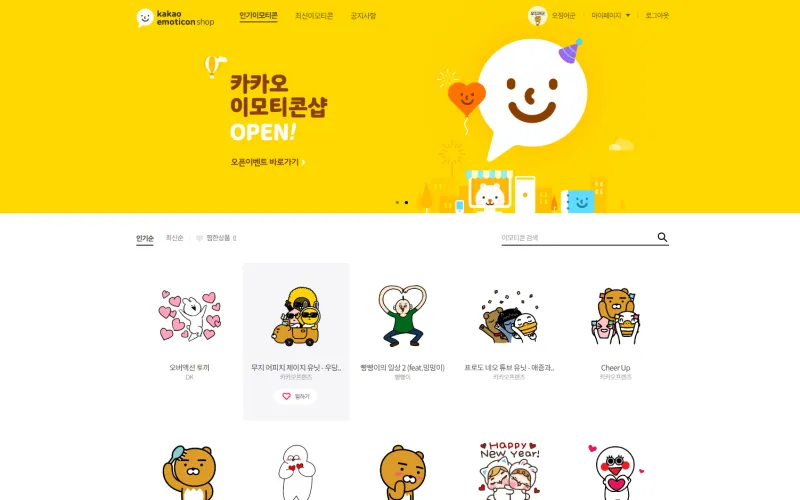 kakao
emoticon shop
인기이모티콘
최신이모티콘
공지사항
오링어군
마이페이지
로그아웃
카카오
이모티콘샵
OPEN!
오픈이벤트 바로가기
인기순
최신순
찜한상품 0
이모티콘 검색
오버액션 토끼
DK
무지 어피치 제이지 유닛 - 우당..
카카오프렌즈
찜하기
빵빵이의 일상 2 (feat.멍멍이)
빵빵이
프로도 네오 튜브 유닛 - 애증과..
카카오프렌즈
Cheer Up
카카오프렌즈
HAPPY
New Year!